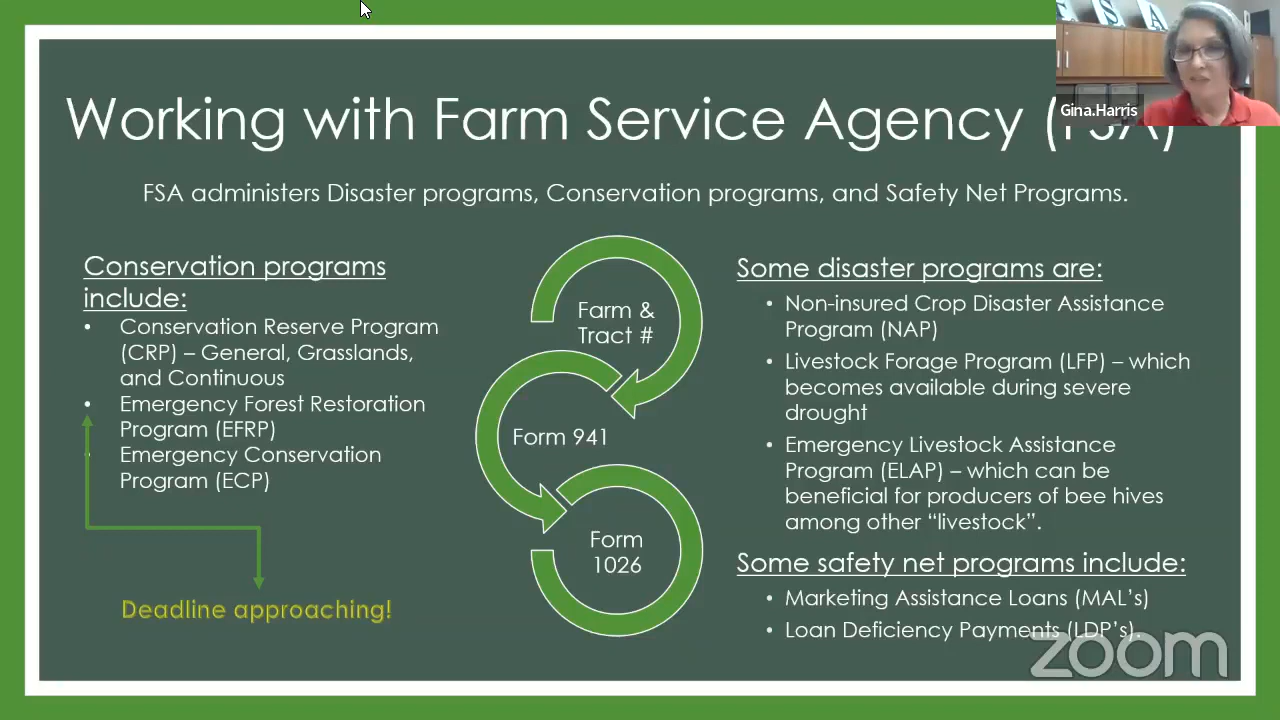 S A
Gina.Harris
Working with Farm Service Agency (FSA)
FSA administers Disaster programs, Conservation programs, and Safety Net Programs.
Conservation programs
include:
• Conservation Reserve Program
(CRP) – General, Grasslands,
and Continuous
• Emergency Forest Restoration
Program (EFRP)
• Emergency Conservation
Program (ECP)
Deadline approaching!
Farm &
Tract #
Form 941
Form
1026
Some disaster programs are:
• Non-insured Crop Disaster Assistance
Program (NAP)
• Livestock Forage Program (LFP) – which
becomes available during severe
drought
• Emergency Livestock Assistance
Program (ELAP) – which can be
beneficial for producers of bee hives
among other “livestock”.
Some safety net programs include:
• Marketing Assistance Loans (MAL’s)
• Loan Deficiency Payments (LDP’s).
zoom